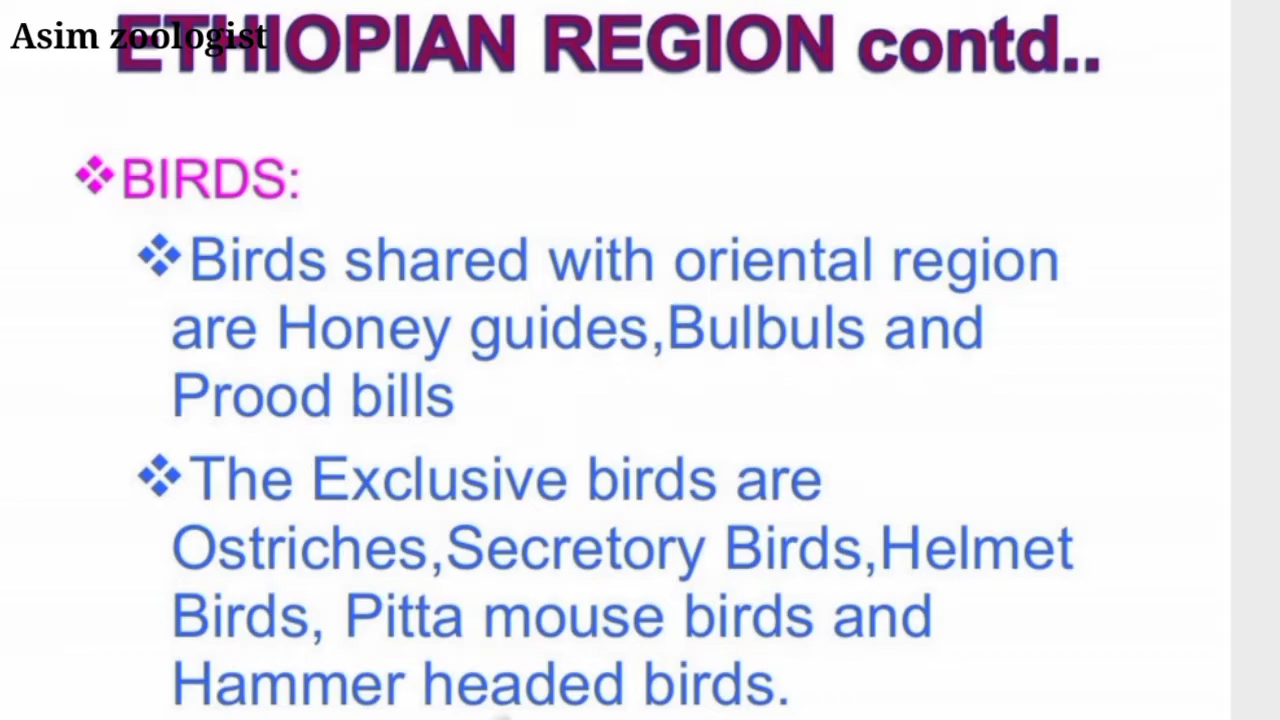 Asim zoologist
ETHIOPIAN REGION contd..
❖BIRDS:
❖Birds shared with oriental region
are Honey guides,Bulbuls and
Prood bills
❖The Exclusive birds are
Ostriches,Secretory Birds,Helmet
Birds, Pitta mouse birds and
Hammer headed birds.